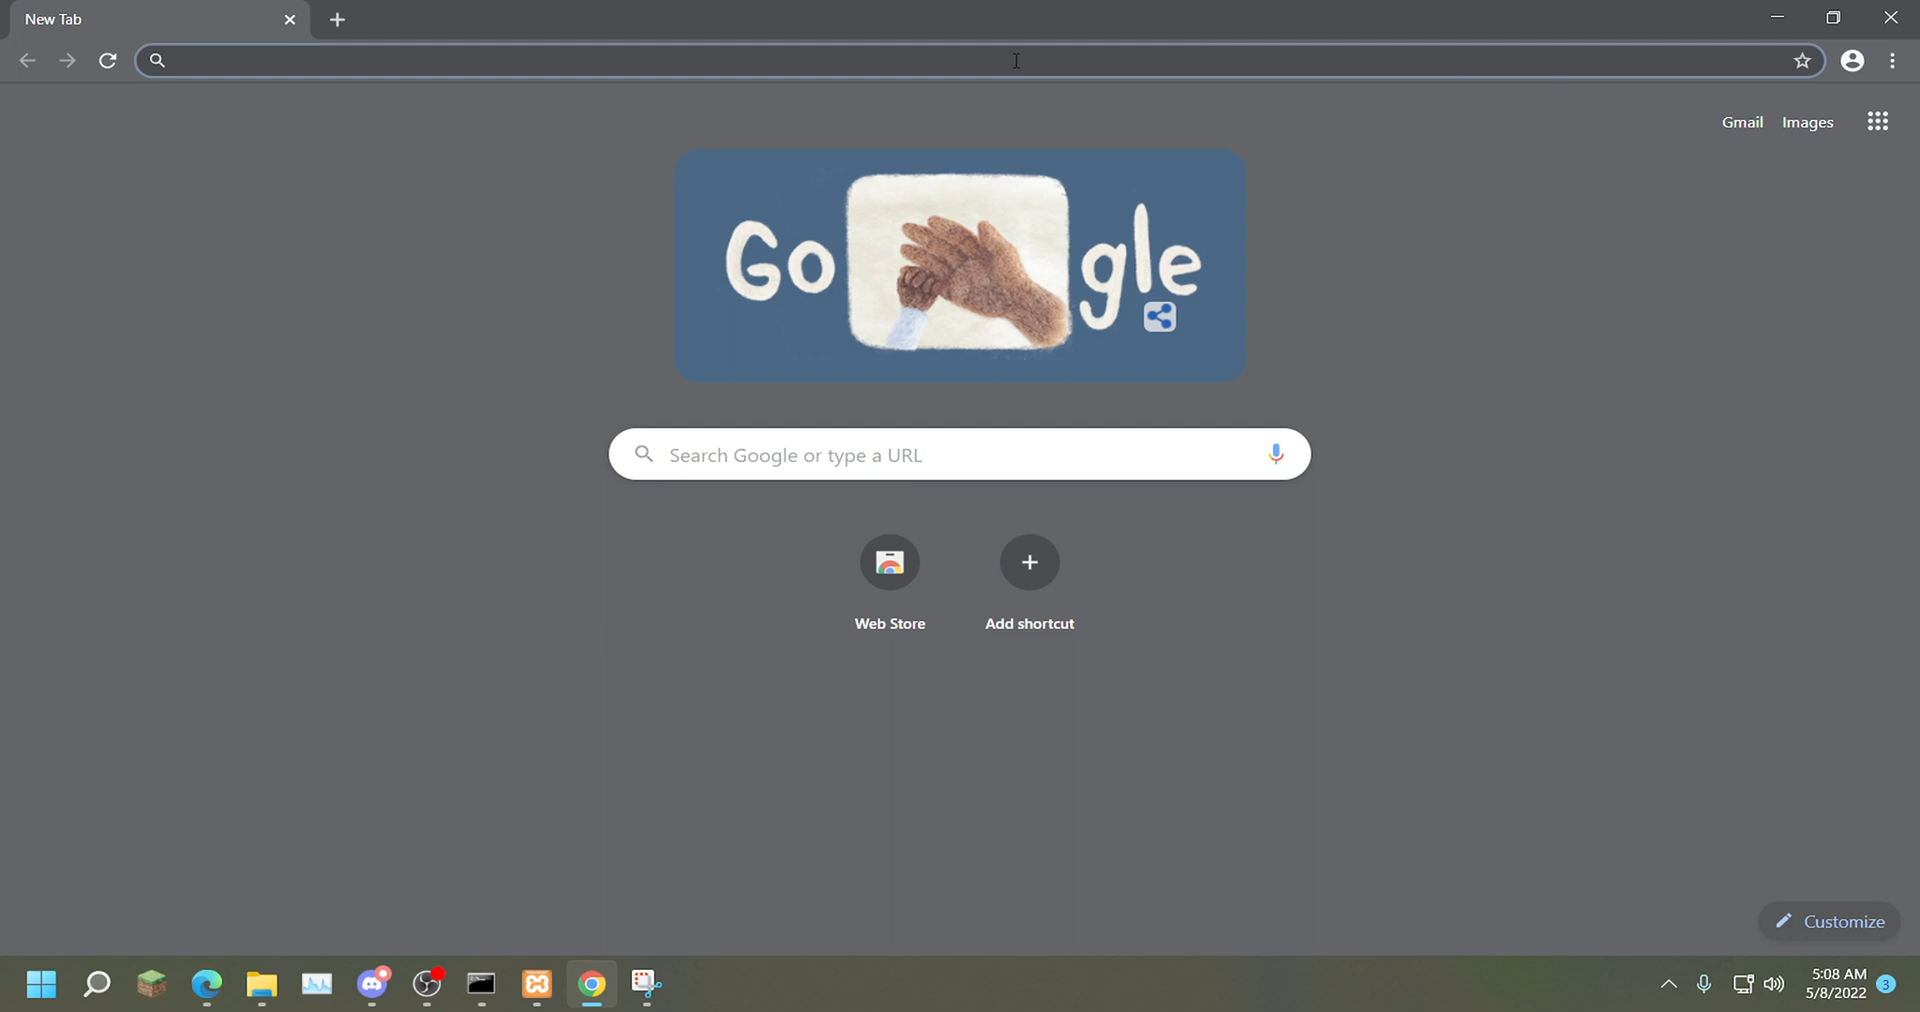 New Tab
Gmail Images
Go gle
Search Google or type a URL
Web Store
Add shortcut
Customize
5:08 AM
5/8/2022
3